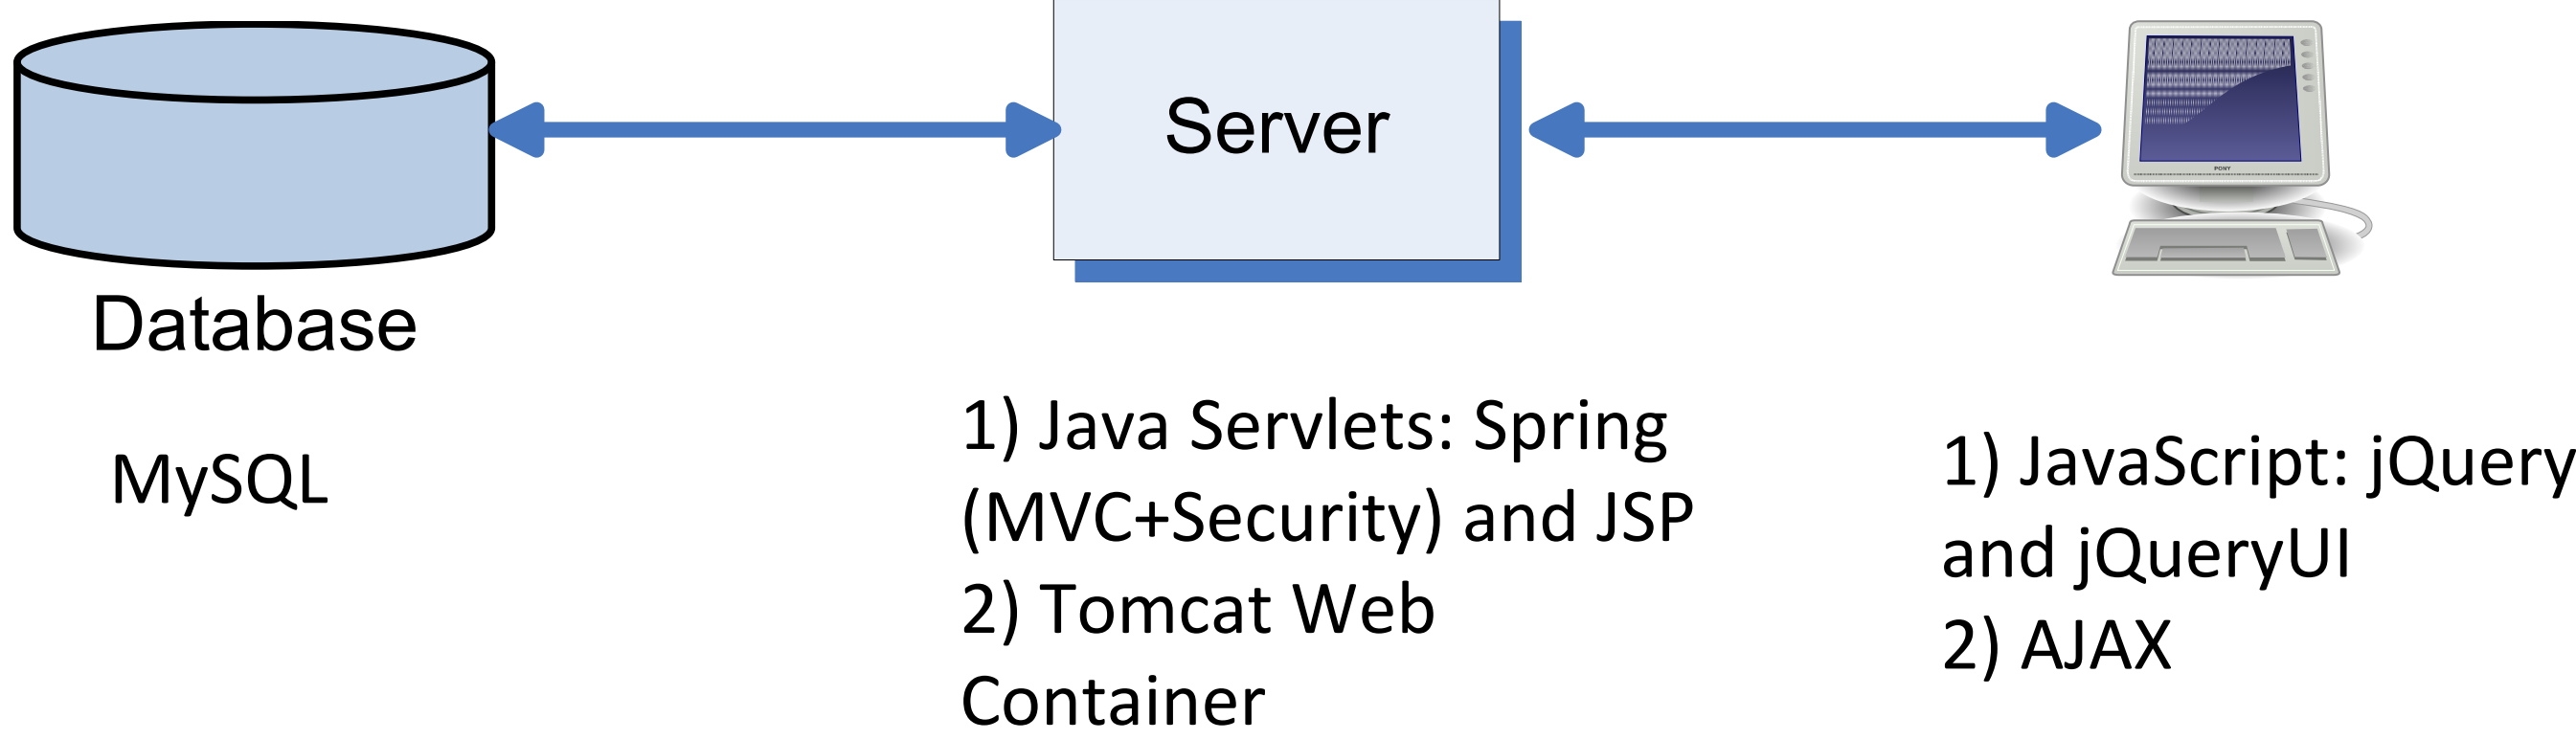 Server
PONY
Database
MySQL
1) Java Servlets: Spring
(MVC+Security) and JSP
2) Tomcat Web
Container
1) JavaScript: jQuery
and jQueryUI
2) AJAX